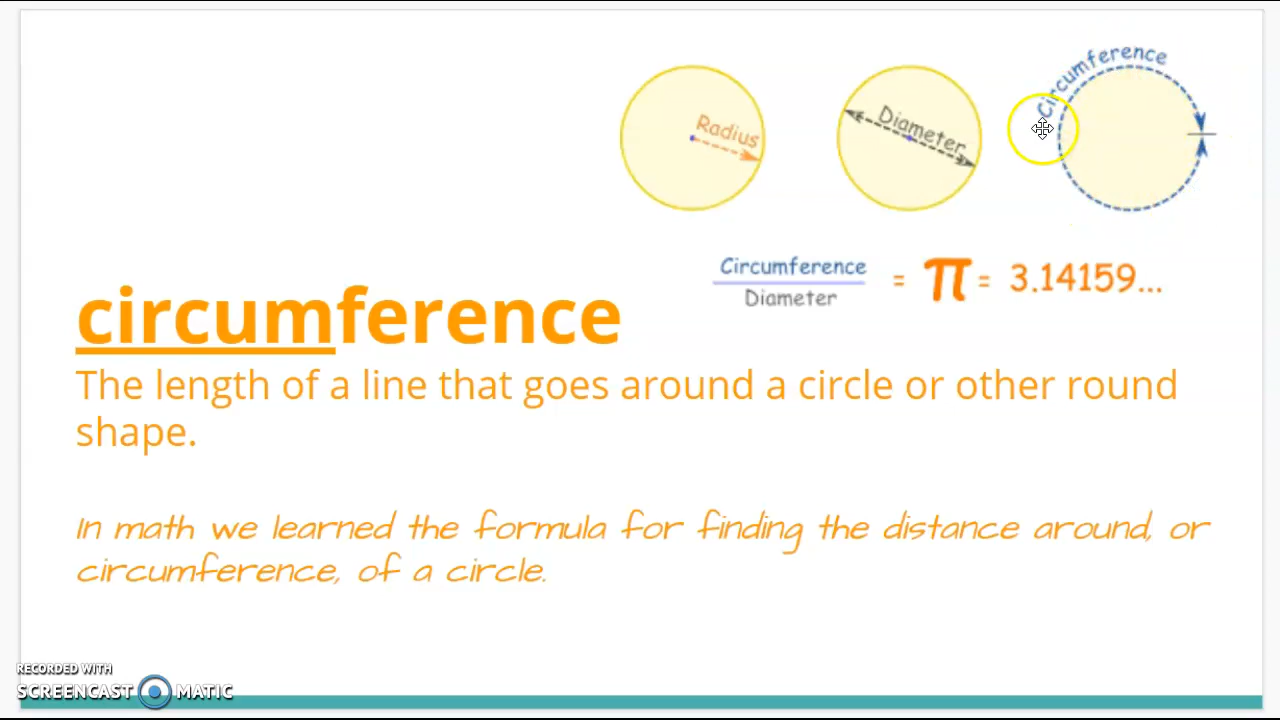 Circumference
Radius
Diameter
Circumference
Diameter
= π = 3.14159...
circumference
The length of a line that goes around a circle or other round
shape.
In math we learned the formula for finding the distance around, or
circumference, of a circle.
RECORDED WITH
SCREENCAST MATIC